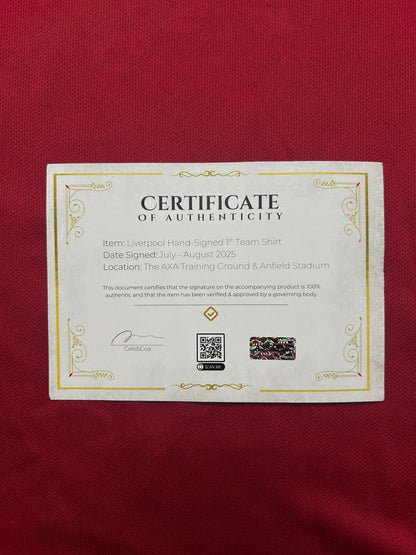 CERTIFICATE
OF AUTHENTICITY
Item: Liverpool Hand-Signed 1st Team Shirt
Date Signed: July - August 2025
Location: The AXA Training Ground & Anfield Stadium
This document certifies that the signature on the accompanying product is 100%
authentic and that the item has been verified & approved by a governing body.
CelebCoa
SCAN ME